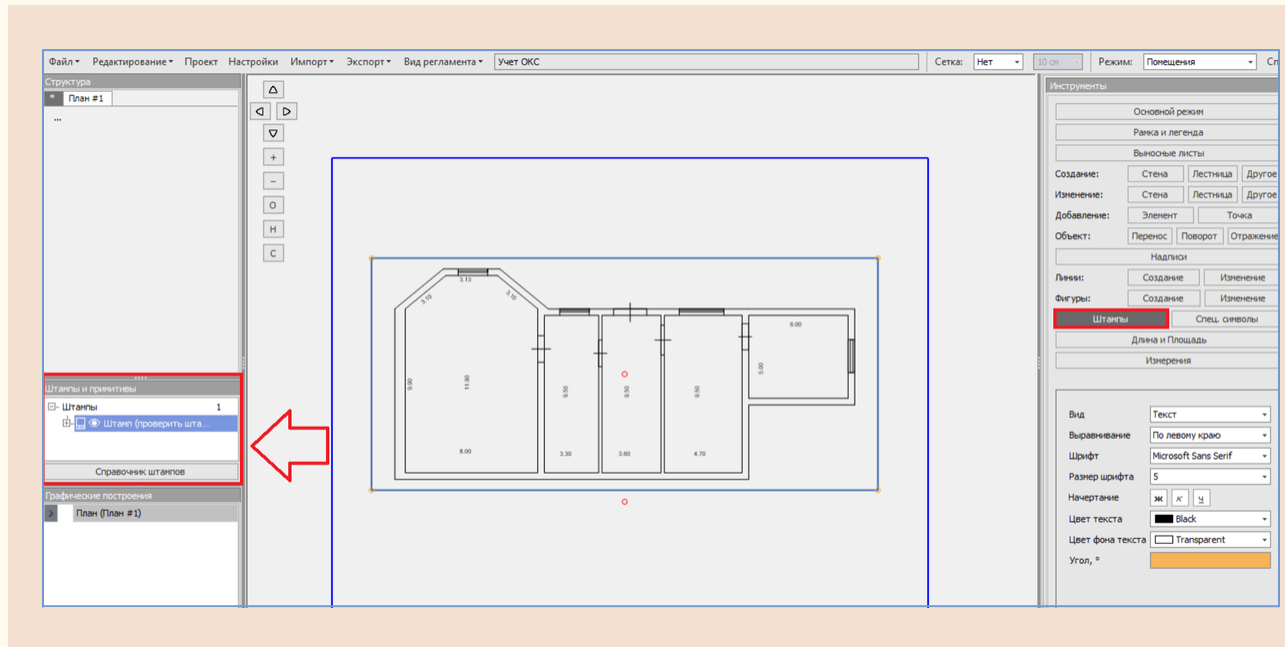 Файл Редактирование Проект Настройки Импорт Экспорт Вид регламента Учет ОКС Сетка: Нет 10 см Режим: Помещения Сп
Структура
* План #1
...
+
−
О
Н
С
Штампы и примитивы
Штампы 1
Штамп (проверить шта...
Справочник штампов
Графические построения
> План (План #1)
3.13
3.10 3.10
6.00
9.90 11.90 9.50 9.50 9.50 5.00
8.00 3.30 3.60 4.70
Инструменты
Основной режим
Рамка и легенда
Выносные листы
Создание: Стена Лестница Другое
Изменение: Стена Лестница Другое
Добавление: Элемент Точка
Объект: Перенос Поворот Отражение
Надписи
Линии: Создание Изменение
Фигуры: Создание Изменение
Штампы Спец. символы
Длина и Площадь
Измерения
Вид Текст
Выравнивание По левому краю
Шрифт Microsoft Sans Serif
Размер шрифта 5
Начертание ж к ч
Цвет текста Black
Цвет фона текста Transparent
Угол, °